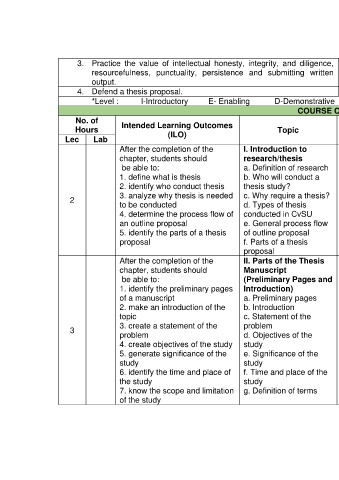 3. Practice the value of intellectual honesty, integrity, and diligence,
resourcefulness, punctuality, persistence and submitting written
output.
4. Defend a thesis proposal.
*Level : I-Introductory E- Enabling D-Demonstrative
COURSE C
No. of
Hours
Intended Learning Outcomes
(ILO)
Topic
Lec Lab
2
After the completion of the
chapter, students should
be able to:
1. define what is thesis
2. identify who conduct thesis
3. analyze why thesis is needed
to be conducted
4. determine the process flow of
an outline proposal
5. identify the parts of a thesis
proposal
I. Introduction to
research/thesis
a. Definition of research
b. Who will conduct a
thesis study?
c. Why require a thesis?
d. Types of thesis
conducted in CvSU
e. General process flow
of outline proposal
f. Parts of a thesis
proposal
3
After the completion of the
chapter, students should
be able to:
1. identify the preliminary pages
of a manuscript
2. make an introduction of the
topic
3. create a statement of the
problem
4. create objectives of the study
5. generate significance of the
study
6. identify the time and place of
the study
7. know the scope and limitation
of the study
II. Parts of the Thesis
Manuscript
(Preliminary Pages and
Introduction)
a. Preliminary pages
b. Introduction
c. Statement of the
problem
d. Objectives of the
study
e. Significance of the
study
f. Time and place of the
study
g. Definition of terms